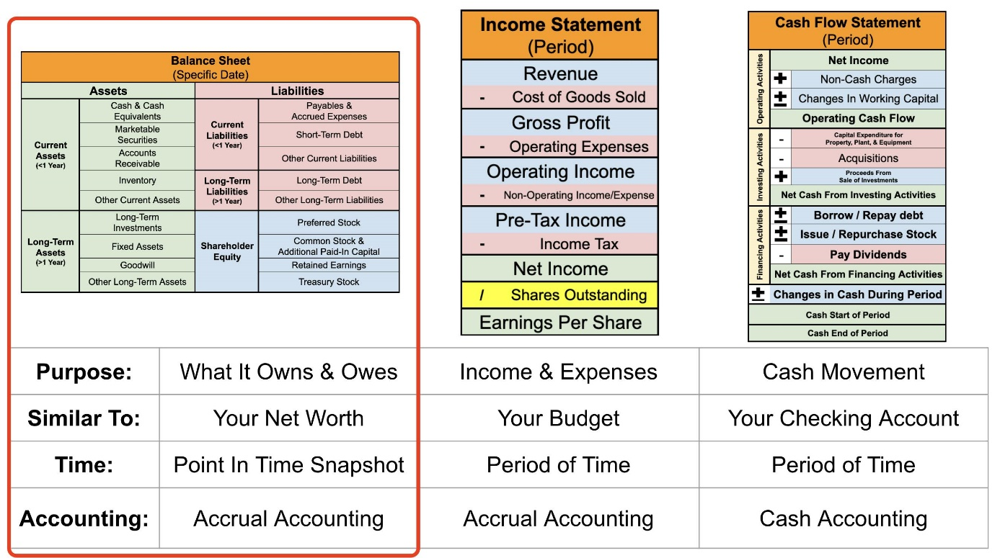 Balance Sheet
(Specific Date)
Assets
Liabilities
Current
Assets
(<1 Year)
Cash & Cash
Equivalents
Marketable
Securities
Accounts
Receivable
Inventory
Other Current Assets
Long-Term
Assets
(>1 Year)
Long-Term
Investments
Fixed Assets
Goodwill
Other Long-Term Assets
Current
Liabilities
(<1 Year)
Payables &
Accrued Expenses
Short-Term Debt
Other Current Liabilities
Long-Term
Liabilities
(>1 Year)
Long-Term Debt
Other Long-Term Liabilities
Shareholder
Equity
Preferred Stock
Common Stock &
Additional Paid-In Capital
Retained Earnings
Treasury Stock
Income Statement
(Period)
Revenue
- Cost of Goods Sold
Gross Profit
- Operating Expenses
Operating Income
- Non-Operating Income/Expense
Pre-Tax Income
- Income Tax
Net Income
/ Shares Outstanding
Earnings Per Share
Cash Flow Statement
(Period)
Operating Activities
Net Income
+ Non-Cash Charges
± Changes In Working Capital
Operating Cash Flow
Investing Activities
- Capital Expenditure for
Property, Plant, & Equipment
- Acquisitions
+ Proceeds From
Sale of Investments
Net Cash From Investing Activities
Financing Activities
± Borrow / Repay debt
± Issue / Repurchase Stock
- Pay Dividends
Net Cash From Financing Activities
± Changes in Cash During Period
Cash Start of Period
Cash End of Period
Purpose: What It Owns & Owes Income & Expenses Cash Movement
Similar To: Your Net Worth Your Budget Your Checking Account
Time: Point In Time Snapshot Period of Time Period of Time
Accounting: Accrual Accounting Accrual Accounting Cash Accounting